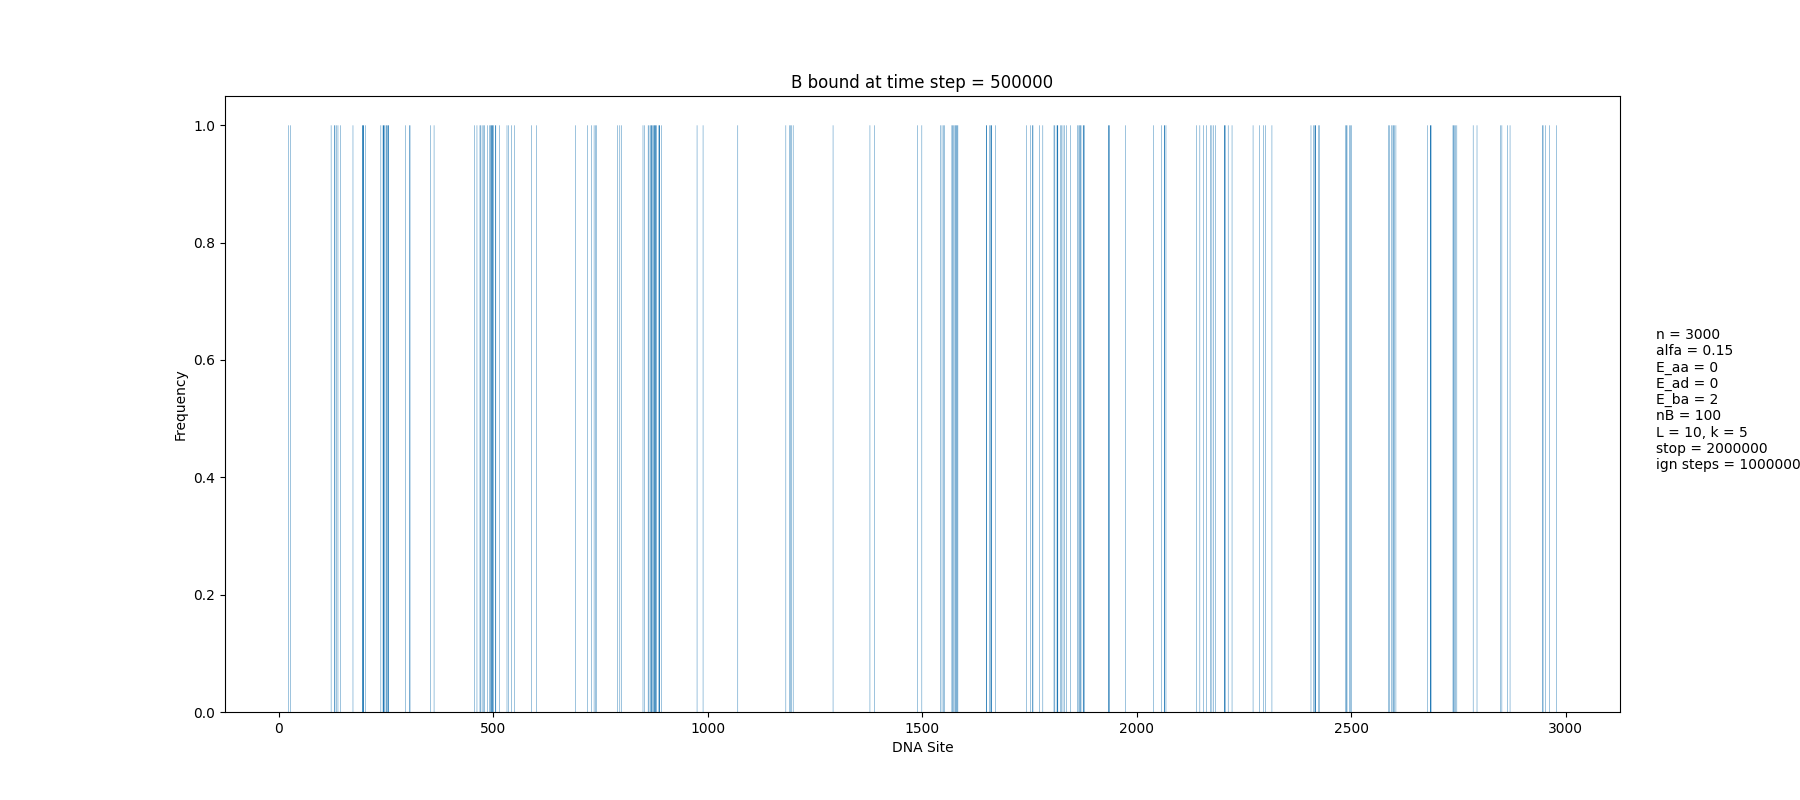 B bound at time step = 500000
1.0
0.8
0.6
0.4
0.2
0.0
Frequency
0 500 1000 1500 2000 2500 3000
DNA Site
n = 3000
alfa = 0.15
E_aa = 0
E_ad = 0
E_ba = 2
nB = 100
L = 10, k = 5
stop = 2000000
ign steps = 1000000